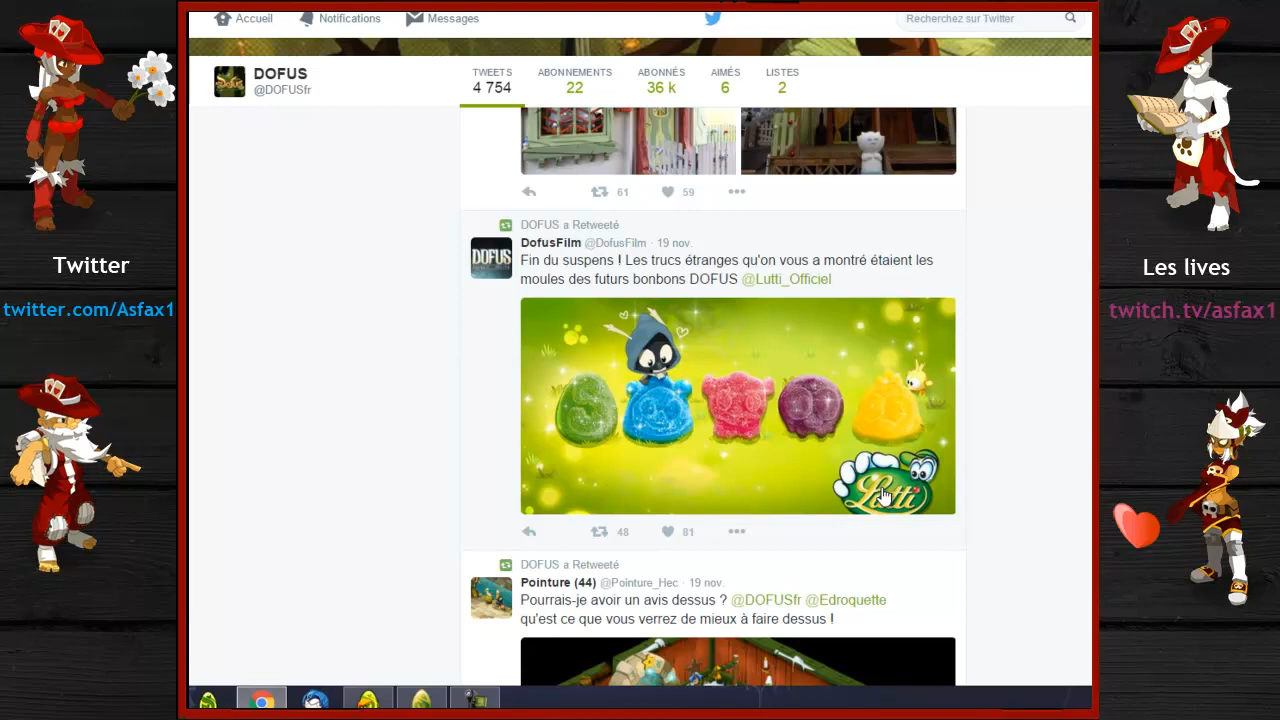 Accueil
Notifications
Messages
Recherchez sur Twitter
DOFUS
@DOFUSfr
TWEETS
4 754
ABONNEMENTS
22
ABONNÉS
36 k
AIMÉS
6
LISTES
2
61
59
DOFUS a Retweeté
DofusFilm @DofusFilm · 19 nov.
Fin du suspens ! Les trucs étranges qu'on vous a montré étaient les
moules des futurs bonbons DOFUS @Lutti_Officiel
DOFUS
Lutti
48
81
DOFUS a Retweeté
Pointure (44) @Pointure_Hec · 19 nov.
Pourrais-je avoir un avis dessus ? @DOFUSfr @Edroquette
qu'est ce que vous verrez de mieux à faire dessus !
Twitter
twitter.com/Asfax1
Les lives
twitch.tv/asfax1